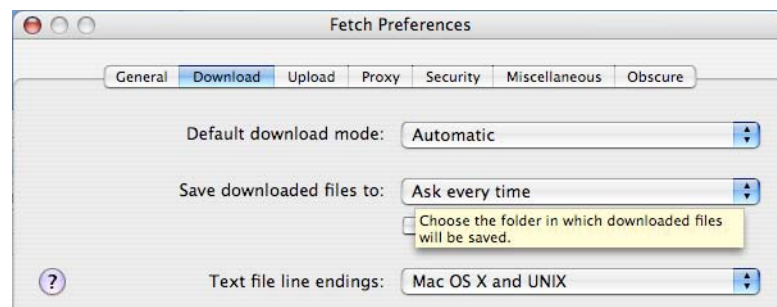 Fetch Preferences
General Download Upload Proxy Security Miscellaneous Obscure
Default download mode: Automatic
Save downloaded files to: Ask every time
Choose the folder in which downloaded files
will be saved.
? Text file line endings: Mac OS X and UNIX